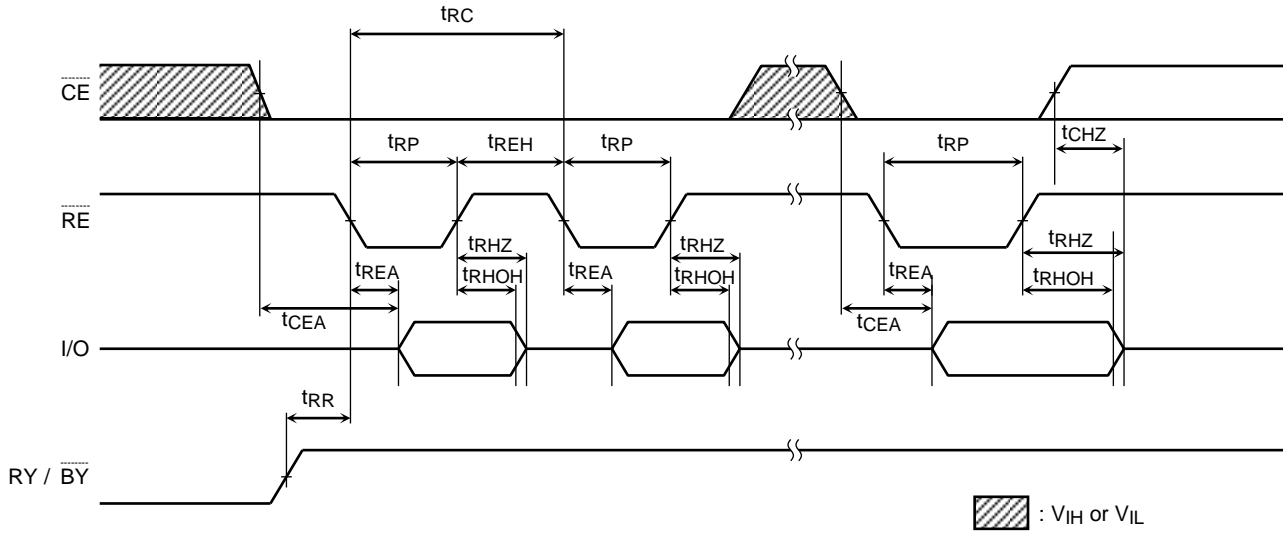 tRC
CE
tCHZ
tRP tREH tRP tRP
RE
tRHZ tRHZ tRHZ
tREA tRHOH tREA tRHOH tREA tRHOH
tCEA tCEA
I/O
tRR
RY / BY
: VIH or VIL